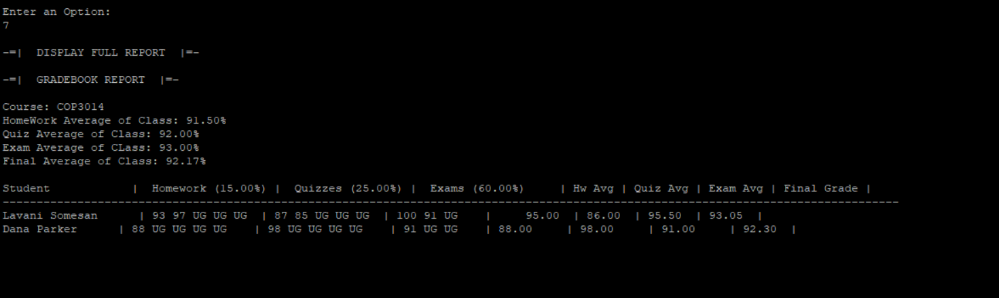 Enter an Option:
7
-=|  DISPLAY FULL REPORT  |=-
-=|  GRADEBOOK REPORT  |=-
Course: COP3014
HomeWork Average of Class: 91.50%
Quiz Average of Class: 92.00%
Exam Average of CLass: 93.00%
Final Average of Class: 92.17%
Student            |  Homework (15.00%) |  Quizzes (25.00%) |  Exams (60.00%)     | Hw Avg | Quiz Avg | Exam Avg | Final Grade |
------------------------------------------------------------------------------------------------------------------------------------
Lavani Somesan      | 93 97 UG UG UG  | 87 85 UG UG UG  | 100 91 UG    |     95.00  | 86.00  | 95.50  | 93.05  |
Dana Parker      | 88 UG UG UG UG    | 98 UG UG UG UG    | 91 UG UG    | 88.00     | 98.00     | 91.00     | 92.30  |